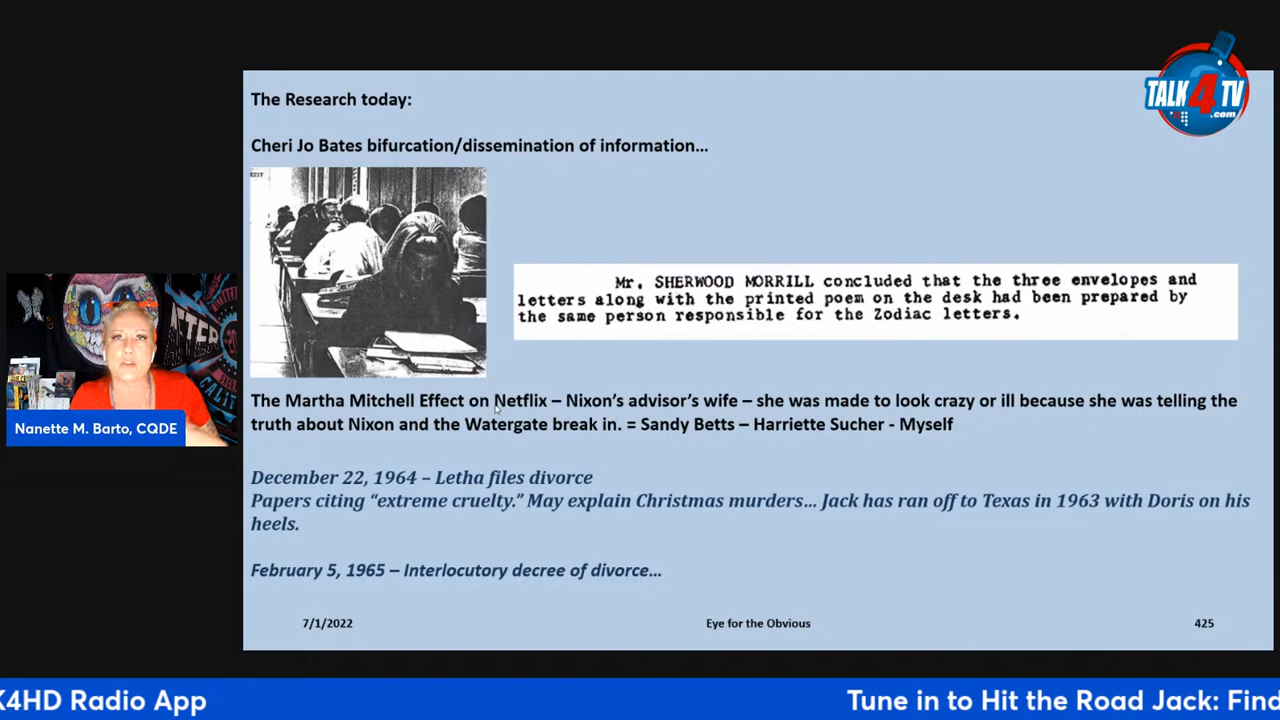 TALK 4 TV
.com
The Research today:
Cheri Jo Bates bifurcation/dissemination of information…
Mr. SHERWOOD MORRILL concluded that the three envelopes and
letters along with the printed poem on the desk had been prepared by
the same person responsible for the Zodiac letters.
AFTER
CALIF
Nanette M. Barto, CQDE
The Martha Mitchell Effect on Netflix – Nixon's advisor's wife – she was made to look crazy or ill because she was telling the
truth about Nixon and the Watergate break in. = Sandy Betts – Harriette Sucher - Myself
December 22, 1964 – Letha files divorce
Papers citing “extreme cruelty.” May explain Christmas murders… Jack has ran off to Texas in 1963 with Doris on his
heels.
February 5, 1965 – Interlocutory decree of divorce…
7/1/2022 Eye for the Obvious 425
K4HD Radio App Tune in to Hit the Road Jack: Find